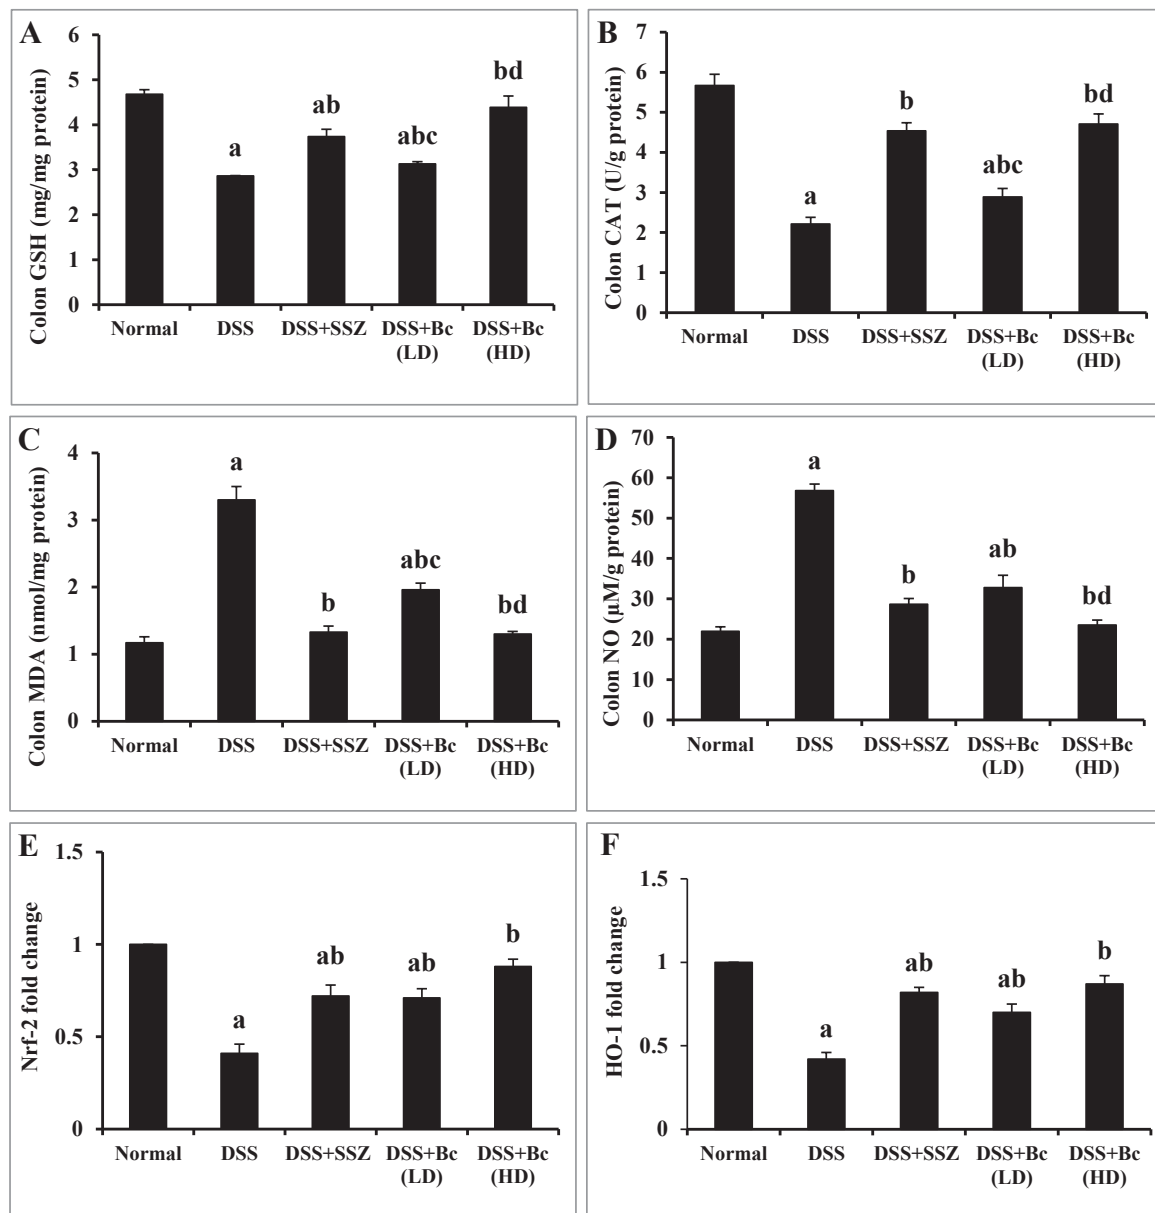 A
Colon GSH (mg/mg protein)
6
5
4
3
2
1
0
a
ab
abc
bd
Normal DSS DSS+SSZ DSS+Bc DSS+Bc
(LD) (HD)
B
Colon CAT (U/g protein)
7
6
5
4
3
2
1
0
a
b
abc
bd
Normal DSS DSS+SSZ DSS+Bc DSS+Bc
(LD) (HD)
C
Colon MDA (nmol/mg protein)
4
3
2
1
0
a
b
abc
bd
Normal DSS DSS+SSZ DSS+Bc DSS+Bc
(LD) (HD)
D
Colon NO (µM/g protein)
70
60
50
40
30
20
10
0
a
b
ab
bd
Normal DSS DSS+SSZ DSS+Bc DSS+Bc
(LD) (HD)
E
Nrf-2 fold change
1.5
1
0.5
0
a
ab
ab
b
Normal DSS DSS+SSZ DSS+Bc DSS+Bc
(LD) (HD)
F
HO-1 fold change
1.5
1
0.5
0
a
ab
ab
b
Normal DSS DSS+SSZ DSS+Bc DSS+Bc
(LD) (HD)